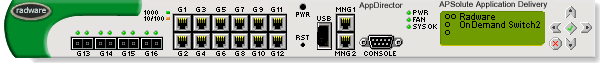 radware
1000
10/100
G1 G3 G5 G7 G9 G11
PWR
USB
MNG1
AppDirector
PWR
FAN
SYS OK
APSolute Application Delivery
Radware
OnDemand Switch2
RST
G13 G14 G15 G16
G2 G4 G6 G8 G10 G12
MNG2
CONSOLE